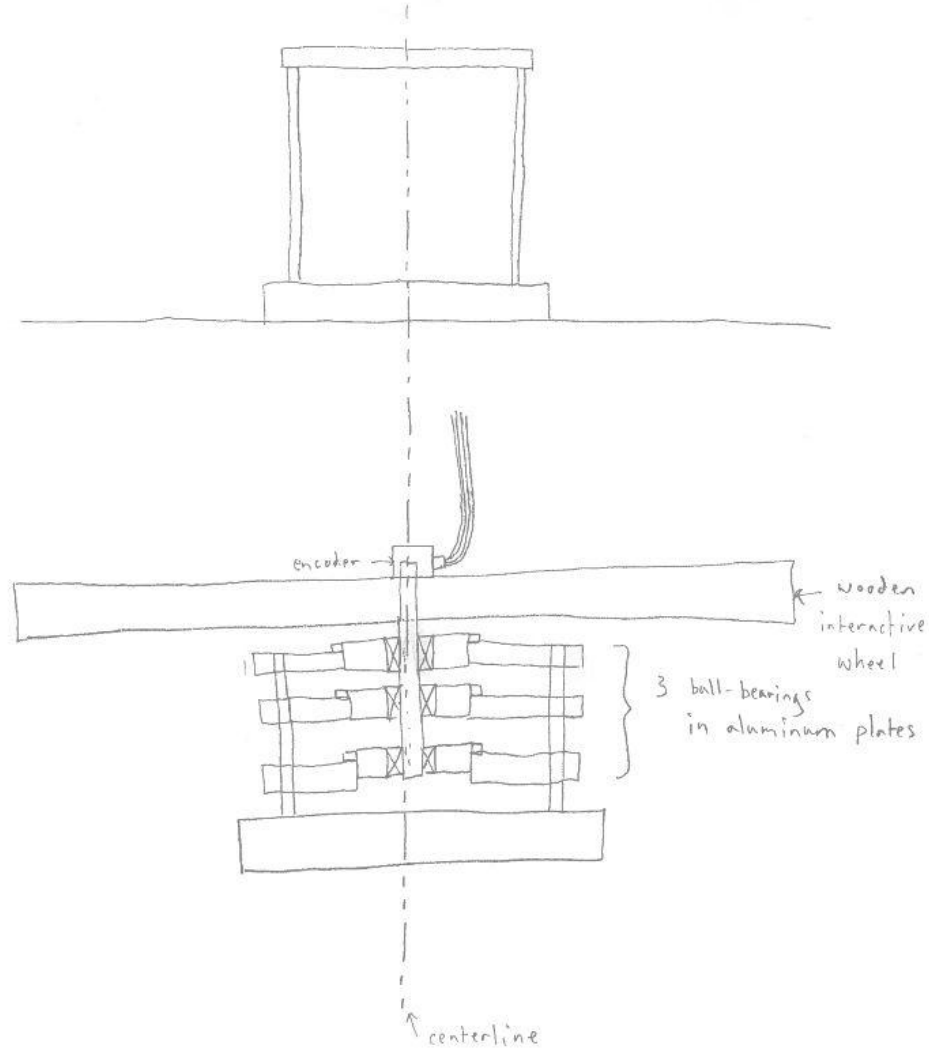 encoder
wooden
interactive
wheel
3 ball-bearings
in aluminum plates
centerline